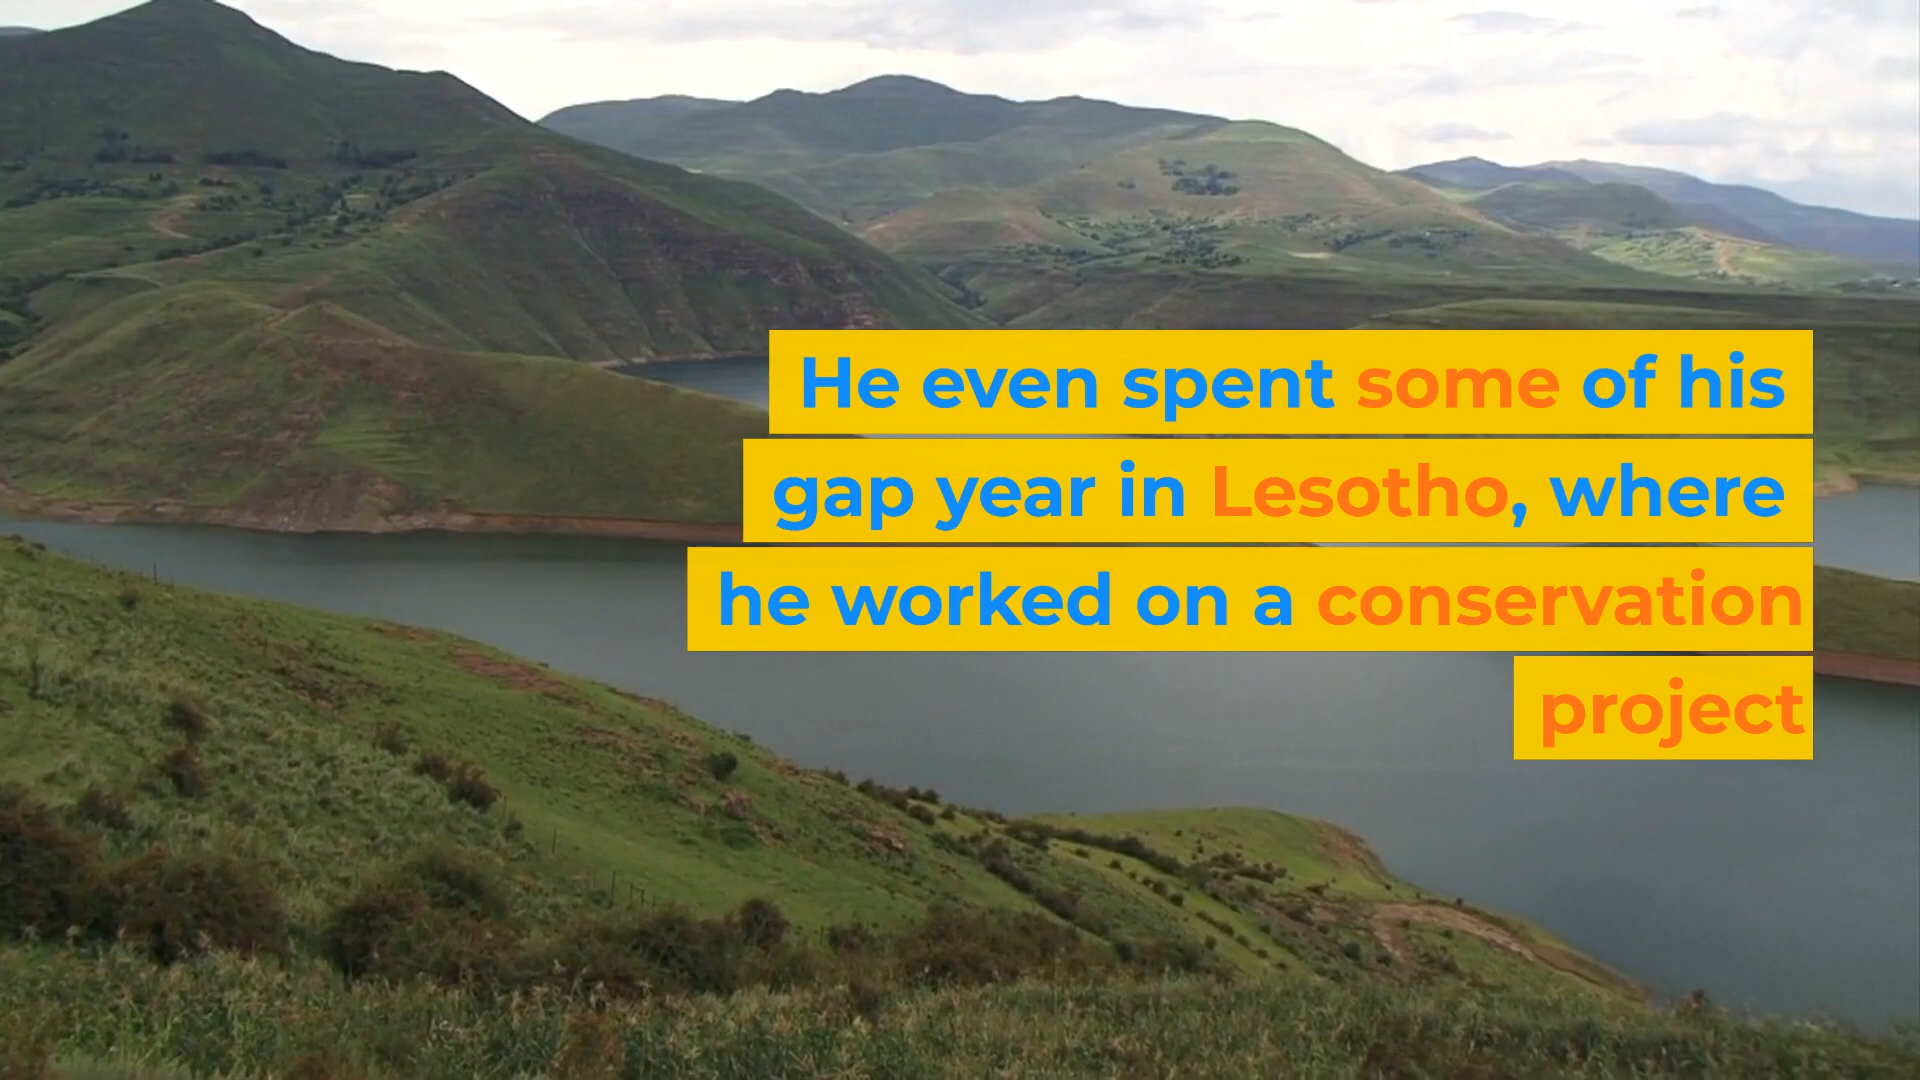 He even spent some of his
gap year in Lesotho, where
he worked on a conservation
project